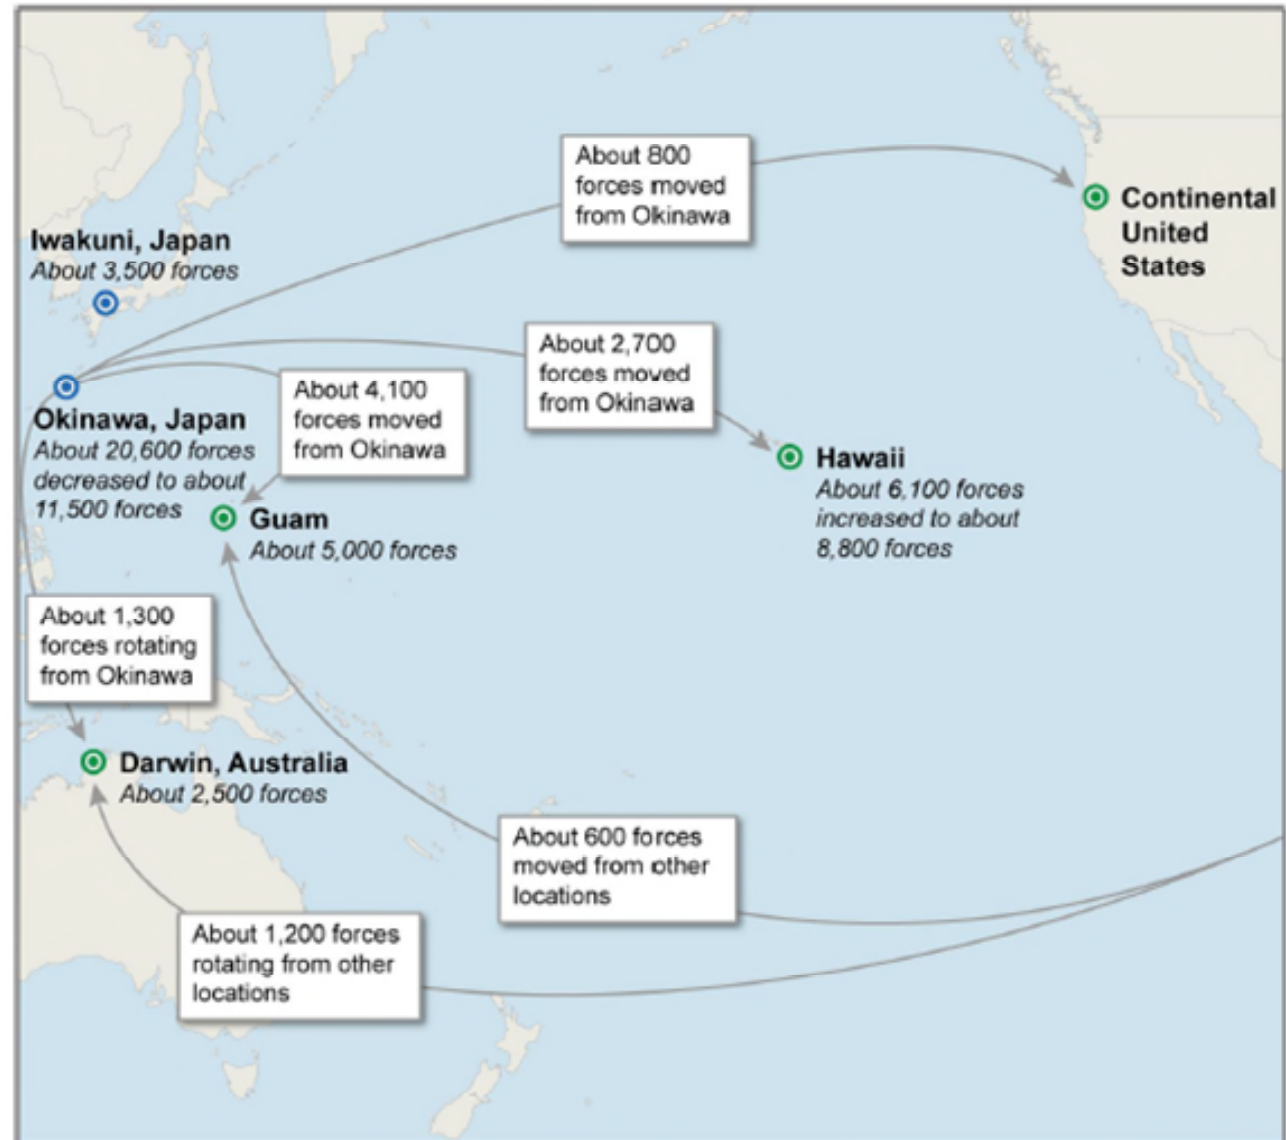 About 800
forces moved
from Okinawa
Continental
United
States
Iwakuni, Japan
About 3,500 forces
About 2,700
forces moved
from Okinawa
About 4,100
forces moved
from Okinawa
Okinawa, Japan
About 20,600 forces
decreased to about
11,500 forces
Hawaii
About 6,100 forces
increased to about
8,800 forces
Guam
About 5,000 forces
About 1,300
forces rotating
from Okinawa
Darwin, Australia
About 2,500 forces
About 600 forces
moved from other
locations
About 1,200 forces
rotating from other
locations